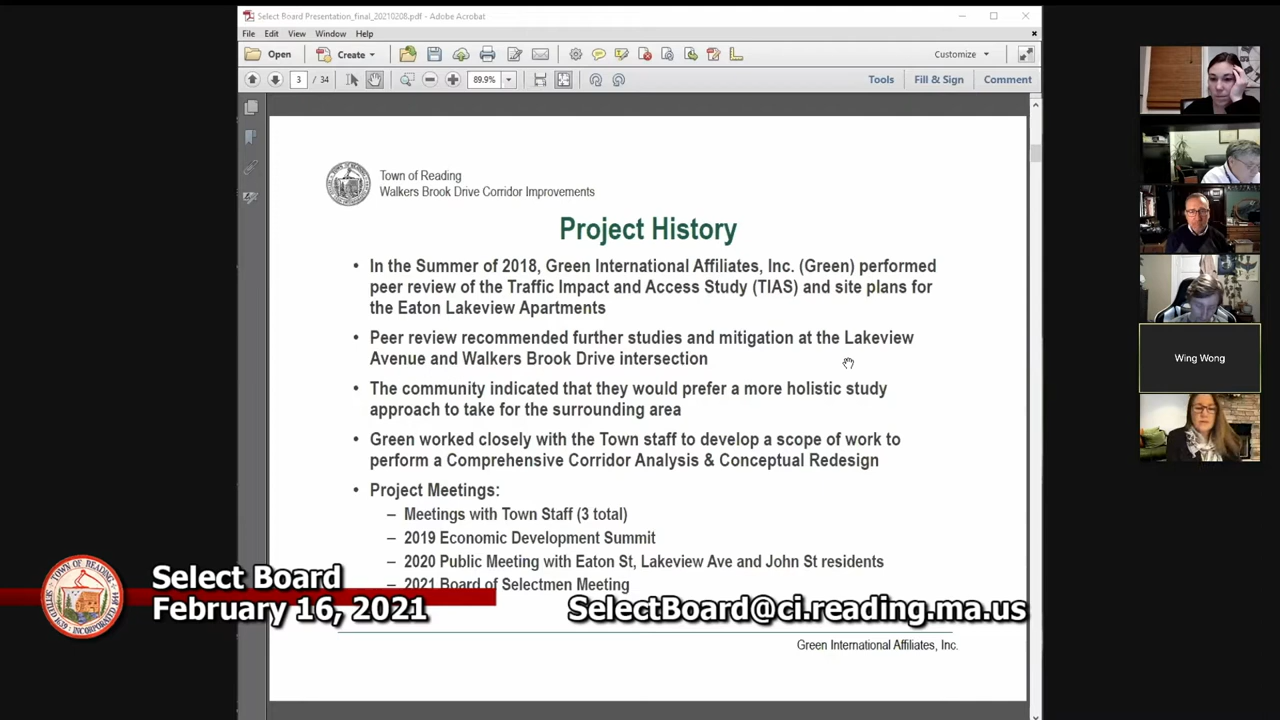 Select Board Presentation_final_20210208.pdf - Adobe Acrobat
File Edit View Window Help
Open Create Customize
3 / 34 89.9% Tools Fill & Sign Comment
Town of Reading
Walkers Brook Drive Corridor Improvements
Project History
• In the Summer of 2018, Green International Affiliates, Inc. (Green) performed
peer review of the Traffic Impact and Access Study (TIAS) and site plans for
the Eaton Lakeview Apartments
• Peer review recommended further studies and mitigation at the Lakeview
Avenue and Walkers Brook Drive intersection
• The community indicated that they would prefer a more holistic study
approach to take for the surrounding area
• Green worked closely with the Town staff to develop a scope of work to
perform a Comprehensive Corridor Analysis & Conceptual Redesign
• Project Meetings:
– Meetings with Town Staff (3 total)
– 2019 Economic Development Summit
– 2020 Public Meeting with Eaton St, Lakeview Ave and John St residents
– 2021 Board of Selectmen Meeting
Green International Affiliates, Inc.
Wing Wong
TOWN OF READING
Select Board
February 16, 2021
SelectBoard@ci.reading.ma.us